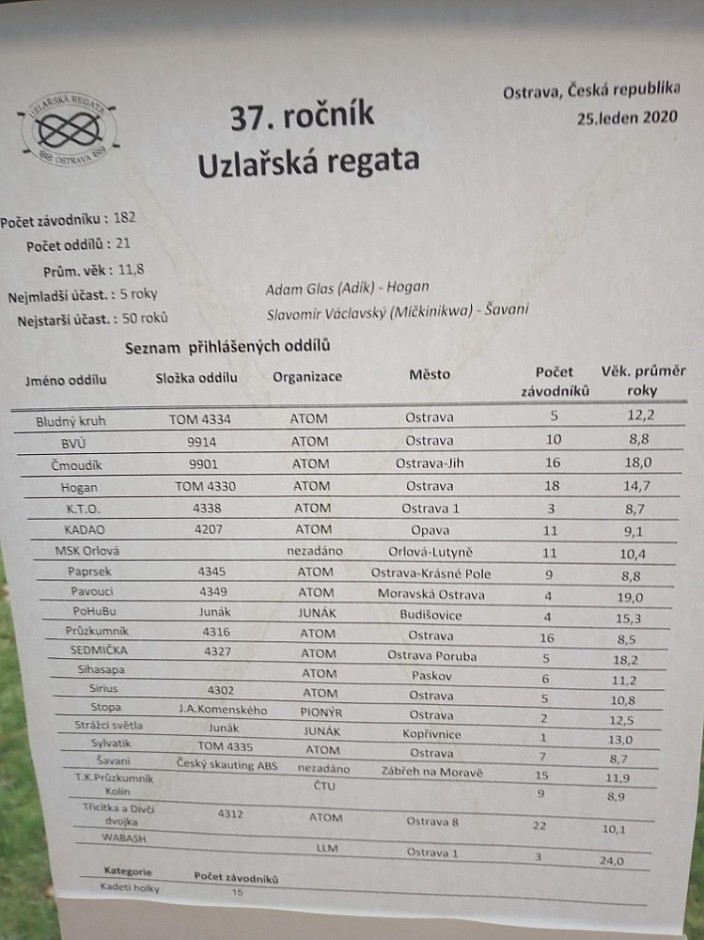 UZLAŘSKÁ REGATA
OSTRAVA
37. ročník
Uzlařská regata
Ostrava, Česká republika
25.leden 2020
Počet závodníku : 182
Počet oddílů : 21
Prům. věk : 11,8
Nejmladší účast. : 5 roky Adam Glas (Adík) - Hogan
Nejstarší účast. : 50 roků Slavomír Václavský (Mičkinikwa) - Šavani
Seznam přihlášených oddílů
Jméno oddílu Složka oddílu Organizace Město Počet závodníků Věk. průměr roky
Bludný kruh TOM 4334 ATOM Ostrava 5 12,2
BVÚ 9914 ATOM Ostrava 10 8,8
Čmoudík 9901 ATOM Ostrava-Jih 16 18,0
Hogan TOM 4330 ATOM Ostrava 18 14,7
K.T.O. 4338 ATOM Ostrava 1 3 8,7
KADAO 4207 ATOM Opava 11 9,1
MSK Orlová nezadáno Orlová-Lutyně 11 10,4
Paprsek 4345 ATOM Ostrava-Krásné Pole 9 8,8
Pavouci 4349 ATOM Moravská Ostrava 4 19,0
PoHuBu Junák JUNÁK Budišovice 4 15,3
Průzkumník 4316 ATOM Ostrava 16 8,5
SEDMIČKA 4327 ATOM Ostrava Poruba 5 18,2
Sihasapa ATOM Paskov 6 11,2
Sirius 4302 ATOM Ostrava 5 10,8
Stopa J.A.Komenského PIONÝR Ostrava 2 12,5
Strážci světla Junák JUNÁK Kopřivnice 1 13,0
Sylvatik TOM 4335 ATOM Ostrava 7 8,7
Šavani Český skauting ABS nezadáno Zábřeh na Moravě 15 11,9
T.K.Průzkumník Kolín ČTU 9 8,9
Třicítka a Dívčí dvojka 4312 ATOM Ostrava 8 22 10,1
WABASH LLM Ostrava 1 3 24,0
Kategorie Počet závodníků
Kadeti holky 15